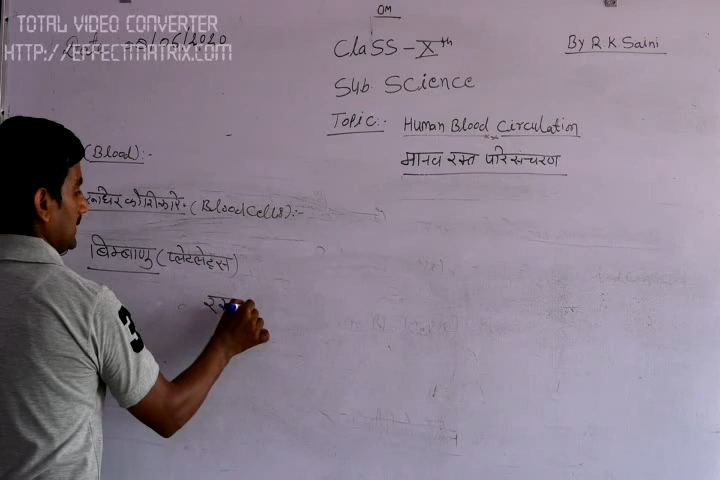 TOTAL VIDEO CONVERTER
HTTP://EFFECTMATRIX.COM
OM
Class - Xth
By R.K. Saini
Sub. Science
Topic:- Human Blood Circulation
मानव रक्त परिसंचरण
(Blood):-
(Blood Cells):-
बिम्बाणु (प्लेटलेट्स)